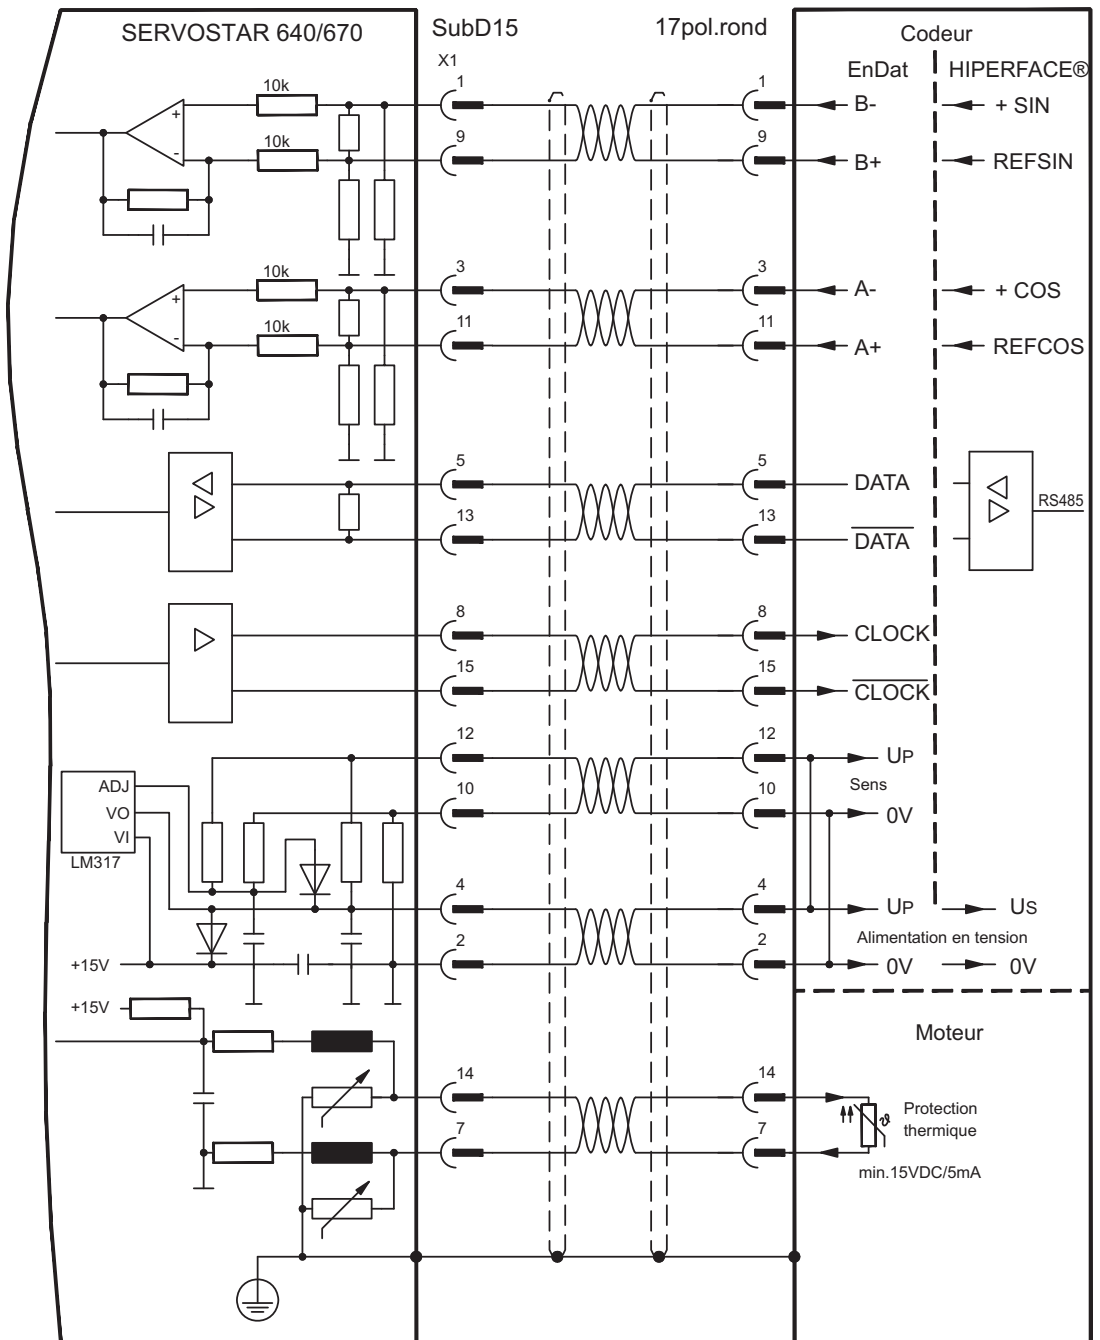 SERVOSTAR 640/670
SubD15
17pol.rond
Codeur
X1
EnDat
HIPERFACE®
10k
+
1
1
B-
+ SIN
10k
-
9
9
B+
REFSIN
10k
+
3
3
A-
+ COS
10k
-
11
11
A+
REFCOS
5
5
DATA
RS485
13
13
DATA
8
8
CLOCK
15
15
CLOCK
12
12
UP
Sens
ADJ
VO
VI
LM317
10
10
0V
4
4
UP
US
Alimentation en tension
+15V
2
2
0V
0V
+15V
Moteur
14
14
Protection
thermique
ϑ
7
7
min.15VDC/5mA